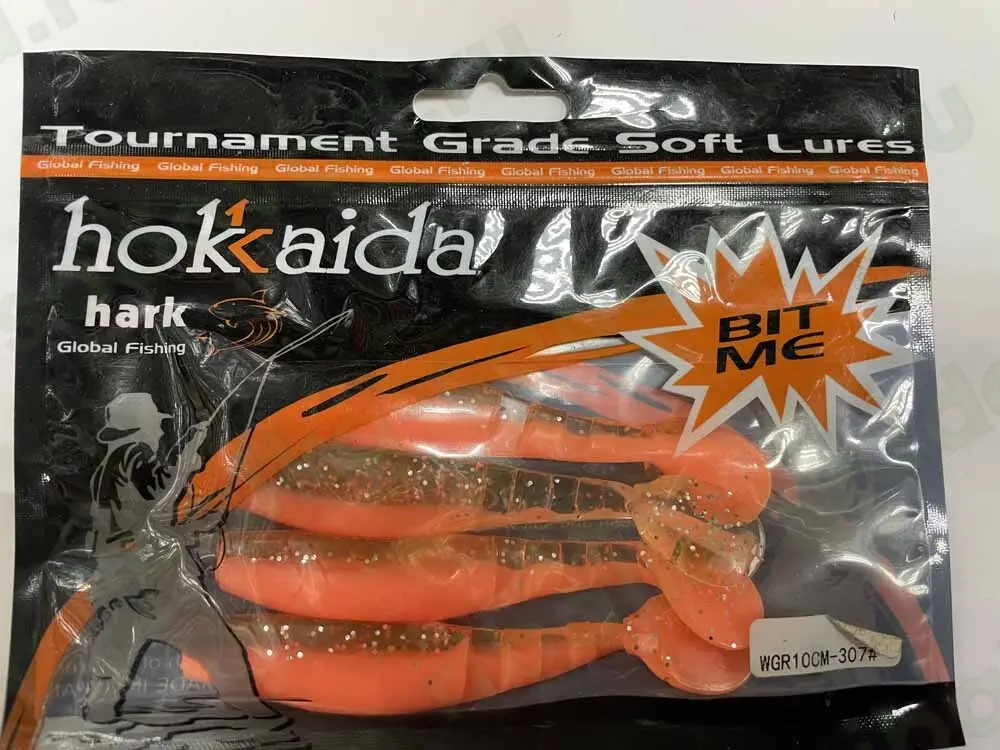 Tournament Grade Soft Lures
Global Fishing Global Fishing Global Fishing Global Fishing Global Fishing Global Fishing Global Fishing Global Fishing
hokkaida
hark
Global Fishing
BIT
ME
WGR10CM-307#